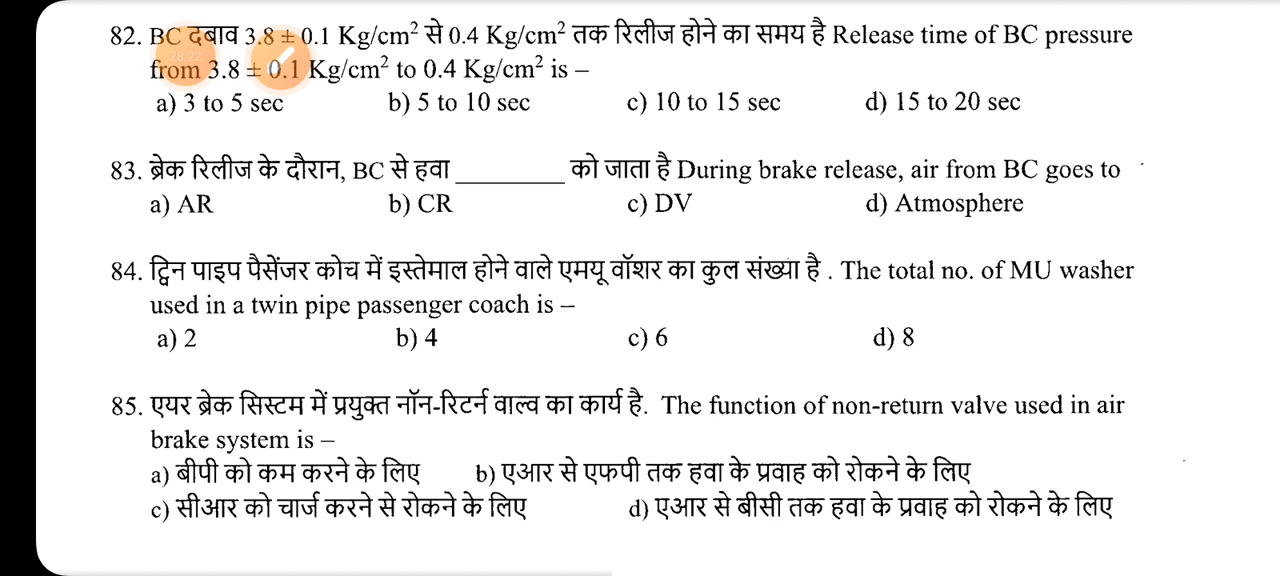 82. BC दबाव 3.8 ± 0.1 Kg/cm² से 0.4 Kg/cm² तक रिलीज होने का समय है Release time of BC pressure
from 3.8 ± 0.1 Kg/cm² to 0.4 Kg/cm² is –
a) 3 to 5 sec b) 5 to 10 sec c) 10 to 15 sec d) 15 to 20 sec
83. ब्रेक रिलीज के दौरान, BC से हवा __________ को जाता है During brake release, air from BC goes to
a) AR b) CR c) DV d) Atmosphere
84. ट्विन पाइप पैसेंजर कोच में इस्तेमाल होने वाले एमयू वॉशर का कुल संख्या है . The total no. of MU washer
used in a twin pipe passenger coach is –
a) 2 b) 4 c) 6 d) 8
85. एयर ब्रेक सिस्टम में प्रयुक्त नॉन-रिटर्न वाल्व का कार्य है. The function of non-return valve used in air
brake system is –
a) बीपी को कम करने के लिए b) एआर से एफपी तक हवा के प्रवाह को रोकने के लिए
c) सीआर को चार्ज करने से रोकने के लिए d) एआर से बीसी तक हवा के प्रवाह को रोकने के लिए